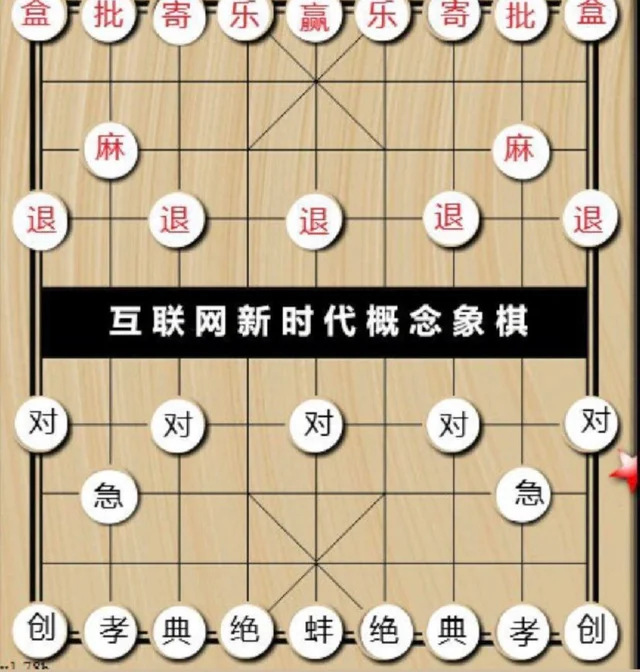 盒 批 寄 乐 赢 乐 寄 批 盒
麻 麻
退 退 退 退 退
互联网新时代概念象棋
对 对 对 对 对
急 急
创 孝 典 绝 蚌 绝 典 孝 创